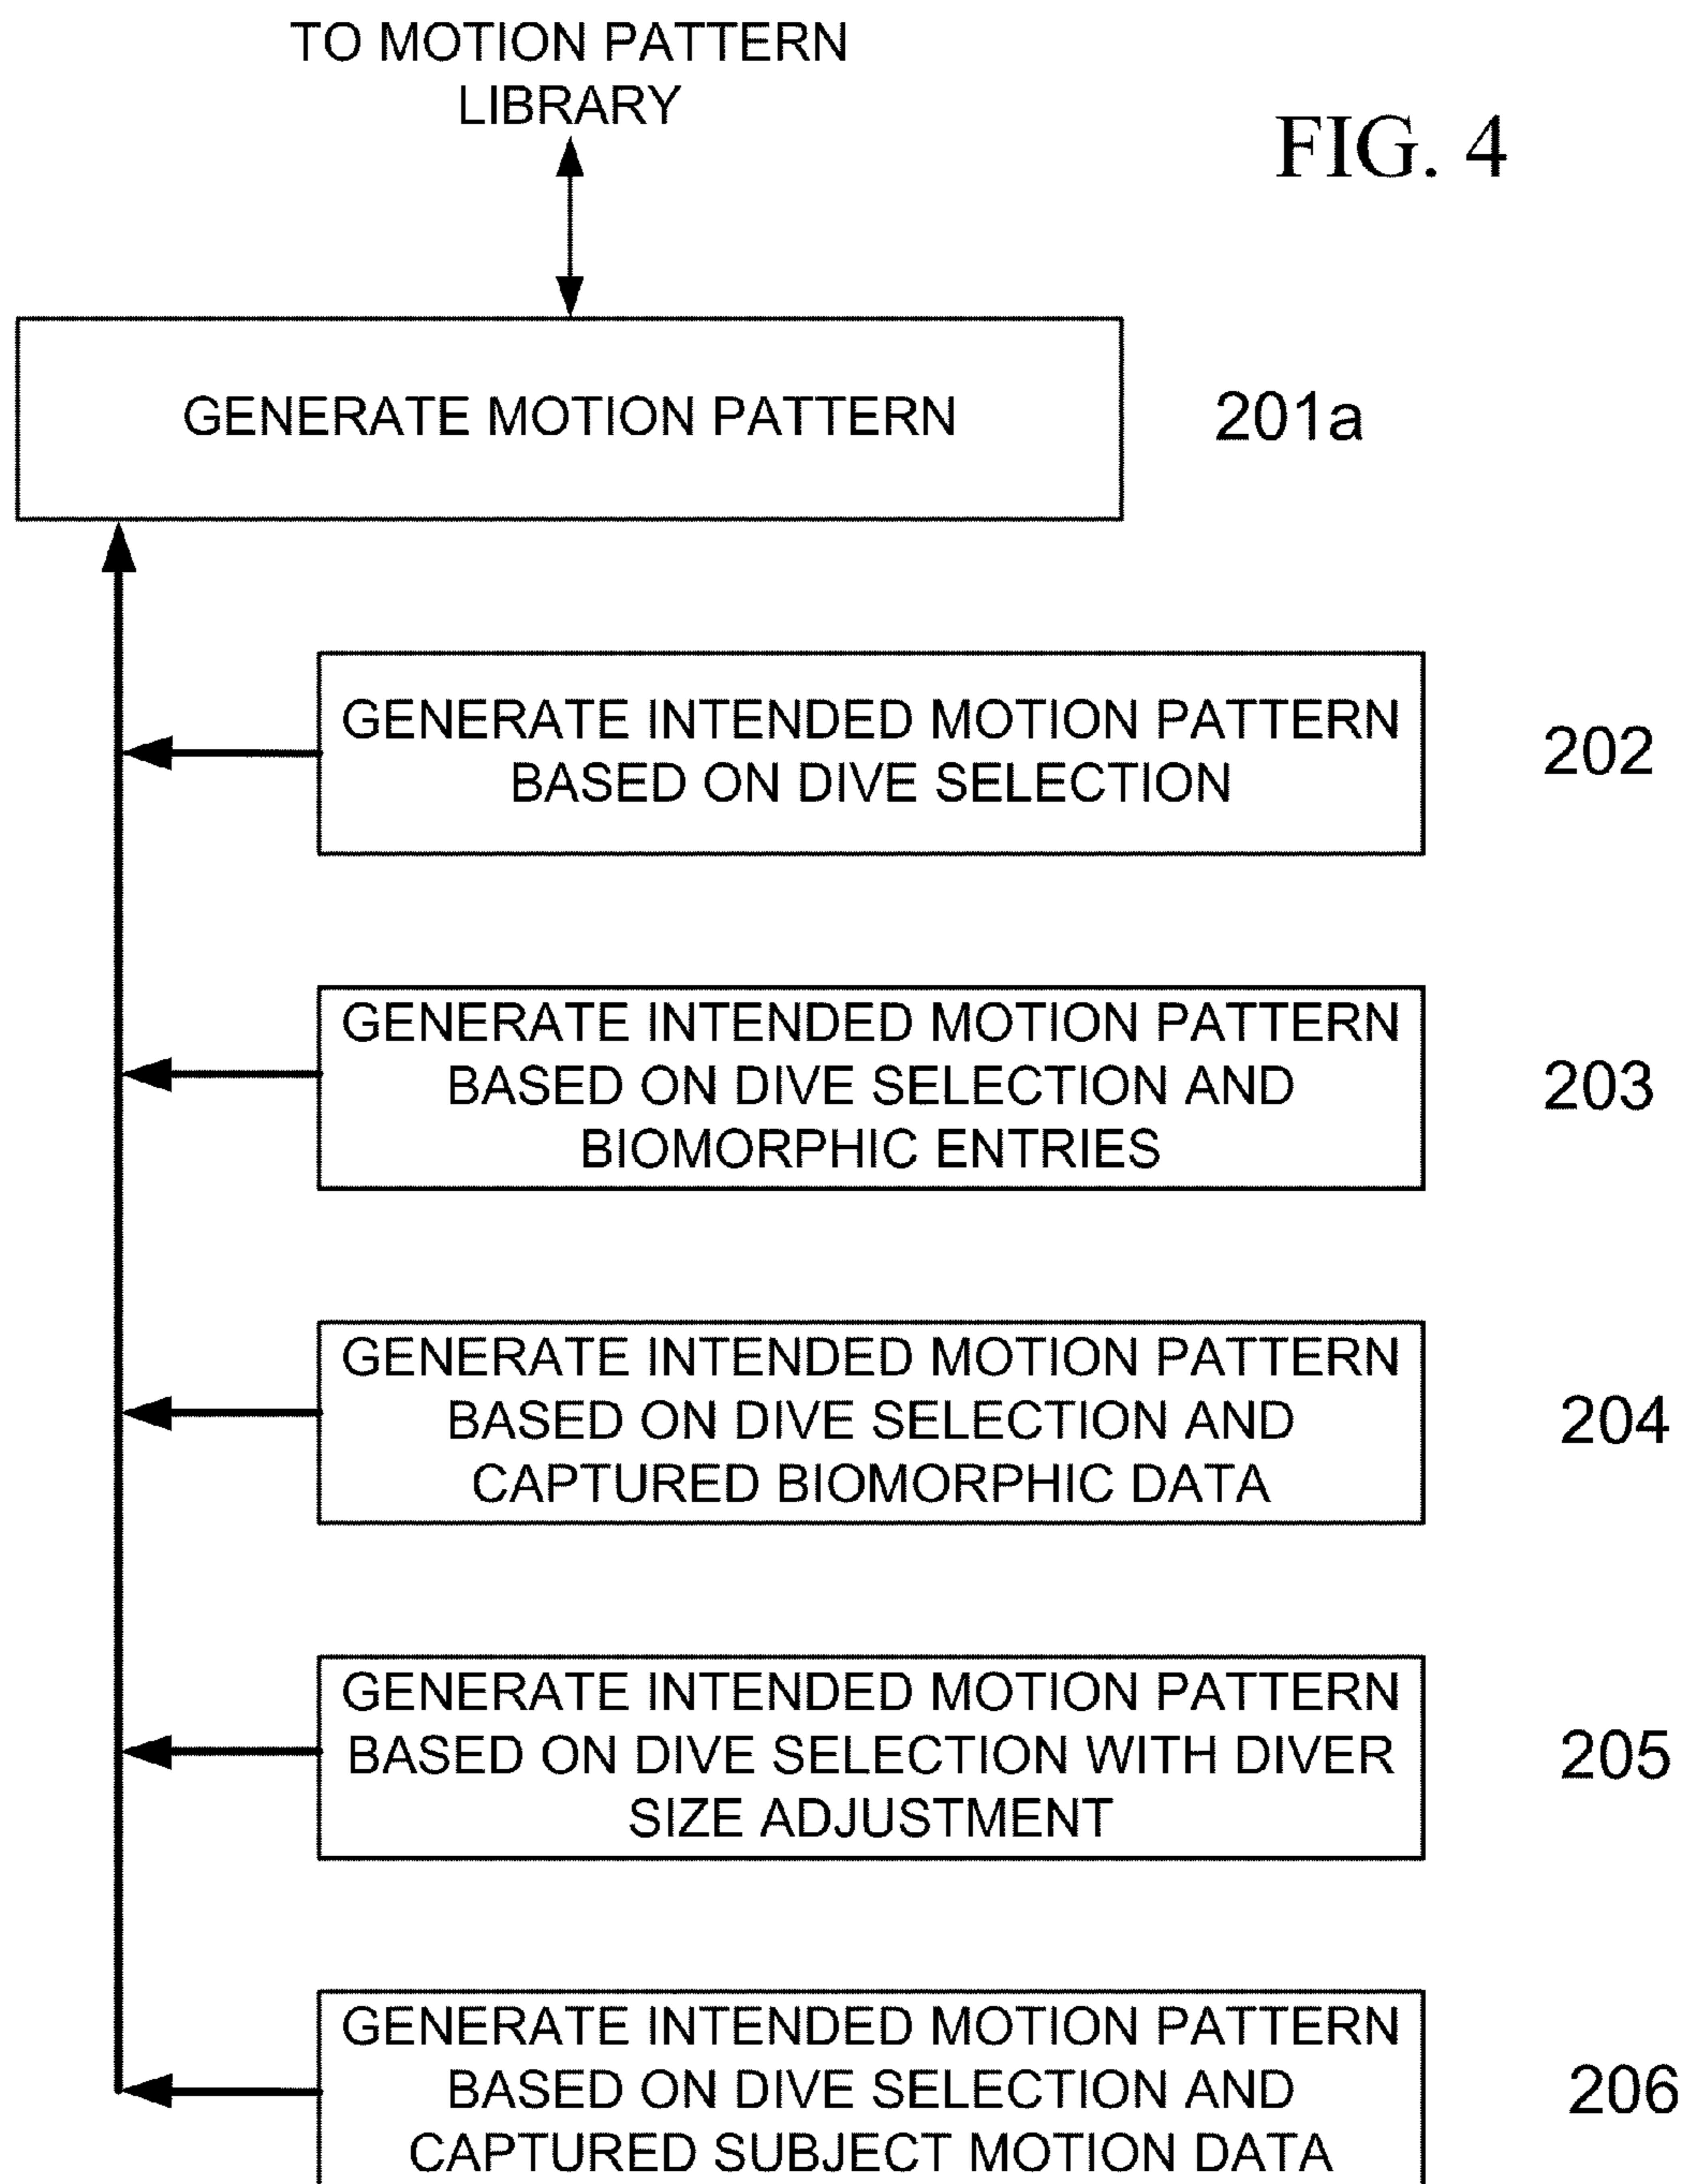 TO MOTION PATTERN
LIBRARY
FIG. 4
GENERATE MOTION PATTERN
201a
GENERATE INTENDED MOTION PATTERN
BASED ON DIVE SELECTION
202
GENERATE INTENDED MOTION PATTERN
BASED ON DIVE SELECTION AND
BIOMORPHIC ENTRIES
203
GENERATE INTENDED MOTION PATTERN
BASED ON DIVE SELECTION AND
CAPTURED BIOMORPHIC DATA
204
GENERATE INTENDED MOTION PATTERN
BASED ON DIVE SELECTION WITH DIVER
SIZE ADJUSTMENT
205
GENERATE INTENDED MOTION PATTERN
BASED ON DIVE SELECTION AND
CAPTURED SUBJECT MOTION DATA
206